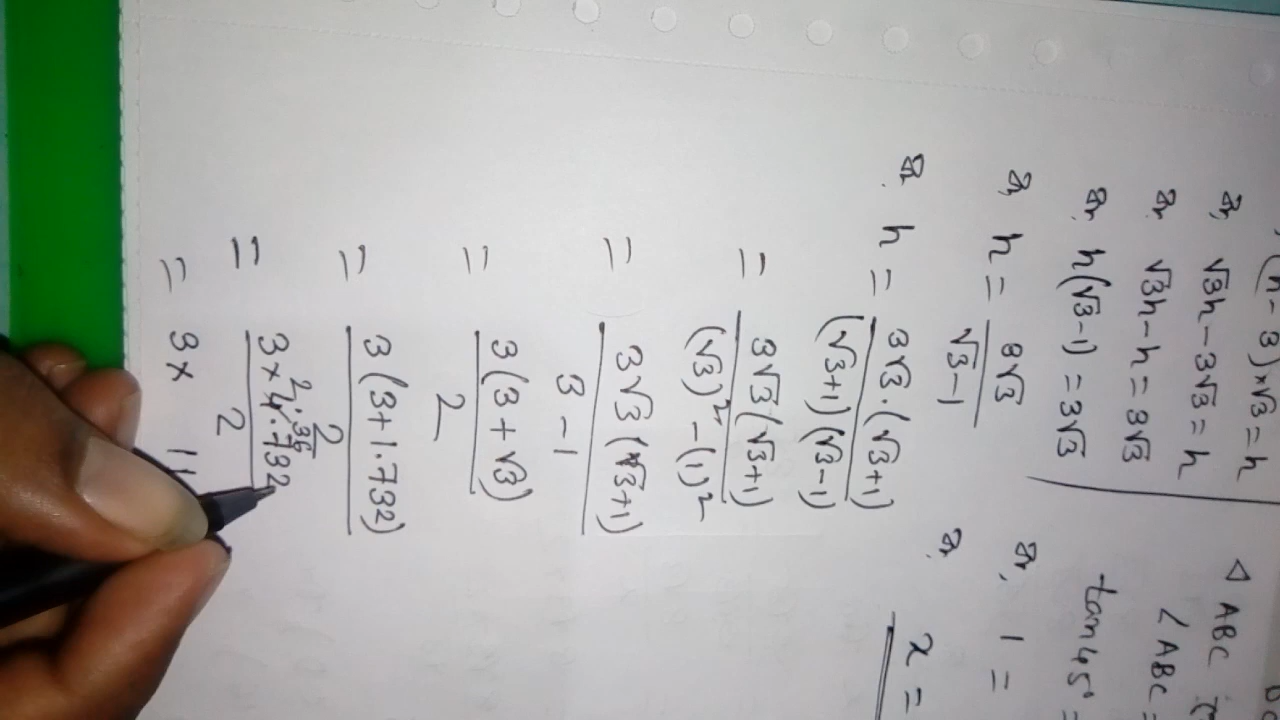 (h-3)×√3=h
বা, √3h-3√3=h
বা, √3h-h=3√3
বা, h(√3-1)=3√3
বা, h = 3√3/√3-1
বা, h = 3√3.(√3+1)/(√3+1)(√3-1)
= 3√3(√3+1)/(√3)²-(1)²
= 3√3(√3+1)/3-1
= 3(3+√3)/2
= 3(3+1.732)/2
2.36
= 3×4.732/2
= 3×
△ABC
∠ABC=
tan45°=
বা, 1 =
বা,
x =